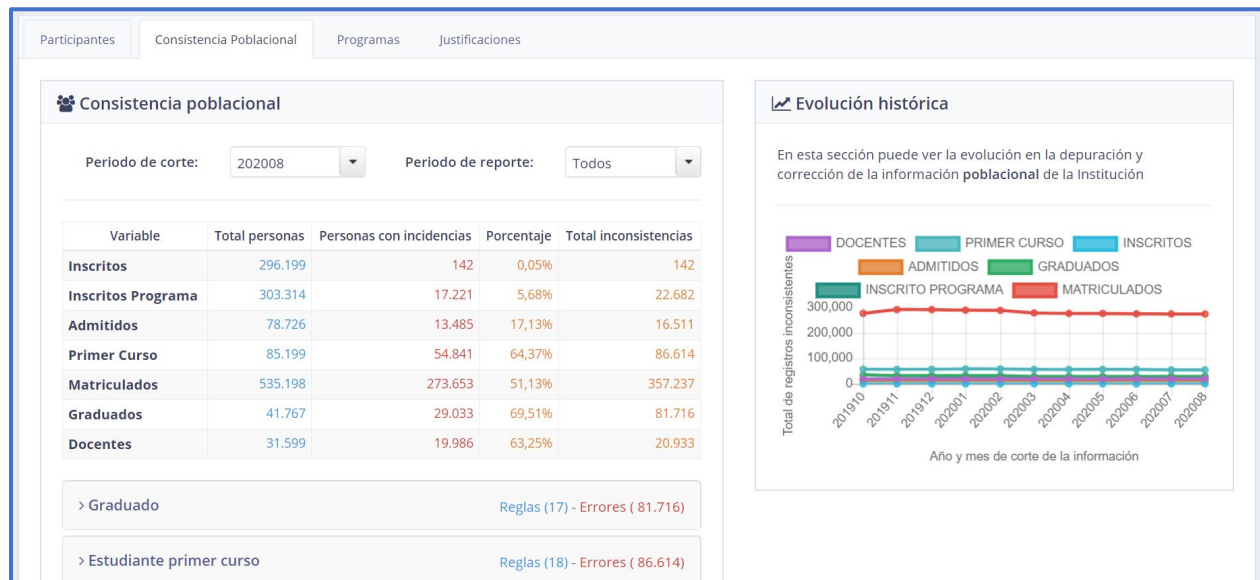 Participantes Consistencia Poblacional Programas Justificaciones
Consistencia poblacional
Periodo de corte: 202008 Periodo de reporte: Todos
Variable Total personas Personas con incidencias Porcentaje Total inconsistencias
Inscritos 296.199 142 0,05% 142
Inscritos Programa 303.314 17.221 5,68% 22.682
Admitidos 78.726 13.485 17,13% 16.511
Primer Curso 85.199 54.841 64,37% 86.614
Matriculados 535.198 273.653 51,13% 357.237
Graduados 41.767 29.033 69,51% 81.716
Docentes 31.599 19.986 63,25% 20.933
> Graduado Reglas (17) - Errores ( 81.716)
> Estudiante primer curso Reglas (18) - Errores ( 86.614)
Evolución histórica
En esta sección puede ver la evolución en la depuración y
corrección de la información poblacional de la Institución
DOCENTES PRIMER CURSO INSCRITOS
ADMITIDOS GRADUADOS
INSCRITO PROGRAMA MATRICULADOS
Total de registros inconsistentes
300,000
200,000
100,000
0
201910 201911 201912 202001 202002 202003 202004 202005 202006 202007 202008
Año y mes de corte de la información